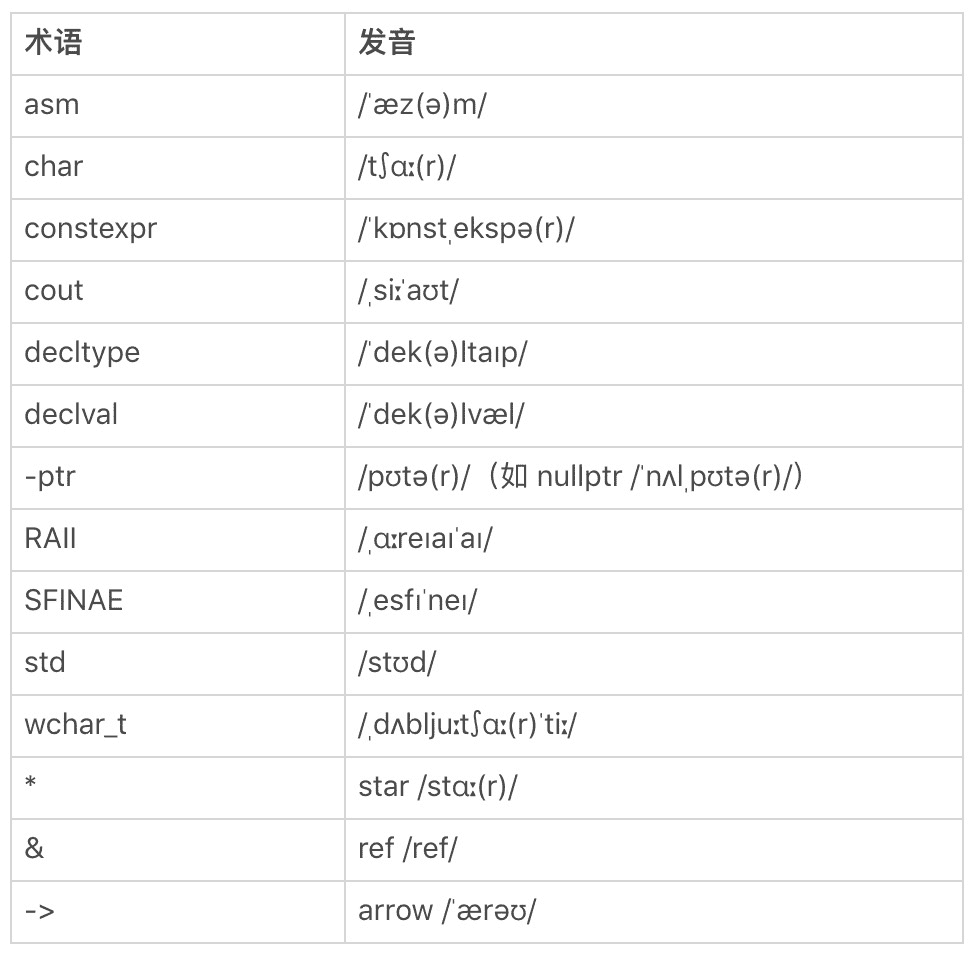 术语 发音
asm /ˈæz(ə)m/
char /tʃɑː(r)/
constexpr /ˈkɒnstˌekspə(r)/
cout /ˌsiːˈaʊt/
decltype /ˈdek(ə)ltaɪp/
declval /ˈdek(ə)lvæl/
-ptr /pʊtə(r)/（如 nullptr /ˈnʌlˌpʊtə(r)/）
RAII /ˌɑːreɪaɪˈaɪ/
SFINAE /ˌesfɪˈneɪ/
std /stʊd/
wchar_t /ˌdʌbljuːtʃɑː(r)ˈtiː/
* star /stɑː(r)/
& ref /ref/
-> arrow /ˈærəʊ/